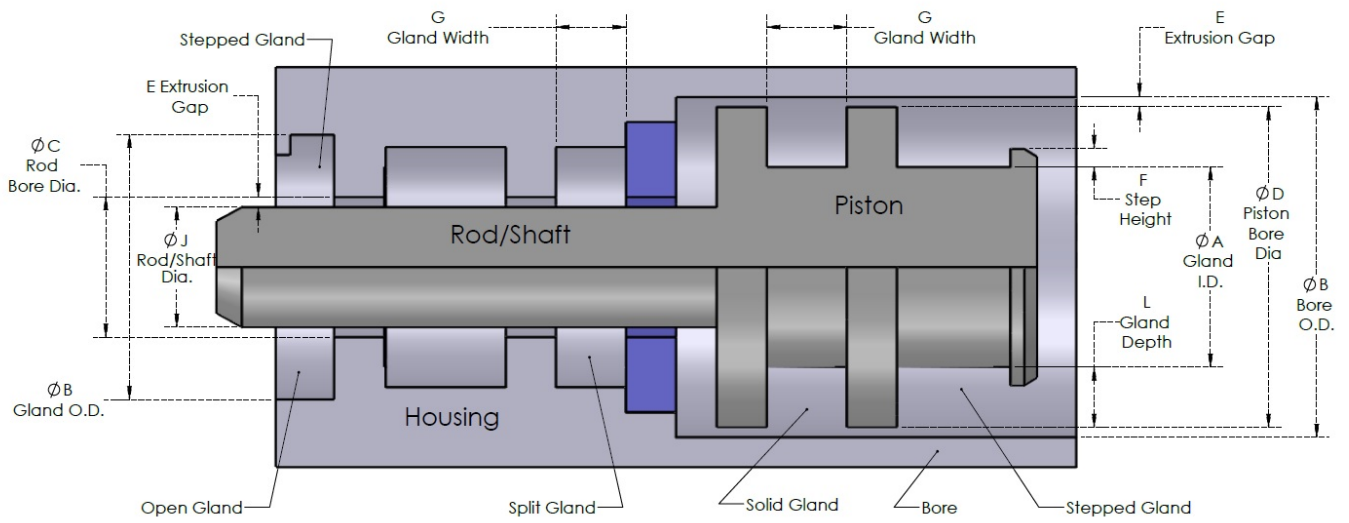 G
Gland Width
G
Gland Width
E
Extrusion Gap
Stepped Gland
E Extrusion
Gap
ØC
Rod
Bore Dia.
F
Step
Height
ØD
Piston
Bore
Dia
Piston
Rod/Shaft
ØJ
Rod/Shaft
Dia.
ØA
Gland
I.D.
ØB
Bore
O.D.
L
Gland
Depth
ØB
Gland O.D.
Housing
Open Gland
Split Gland
Solid Gland
Bore
Stepped Gland